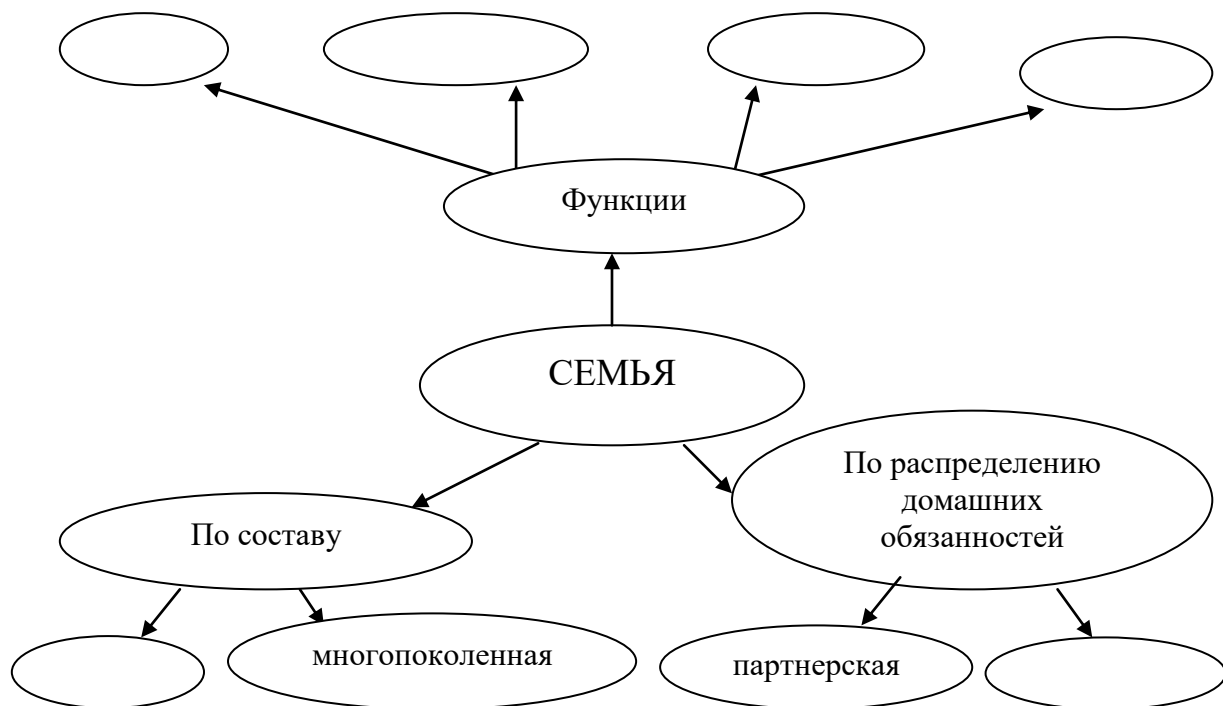 Функции
СЕМЬЯ
По распределению
домашних
обязанностей
По составу
многопоколенная
партнерская